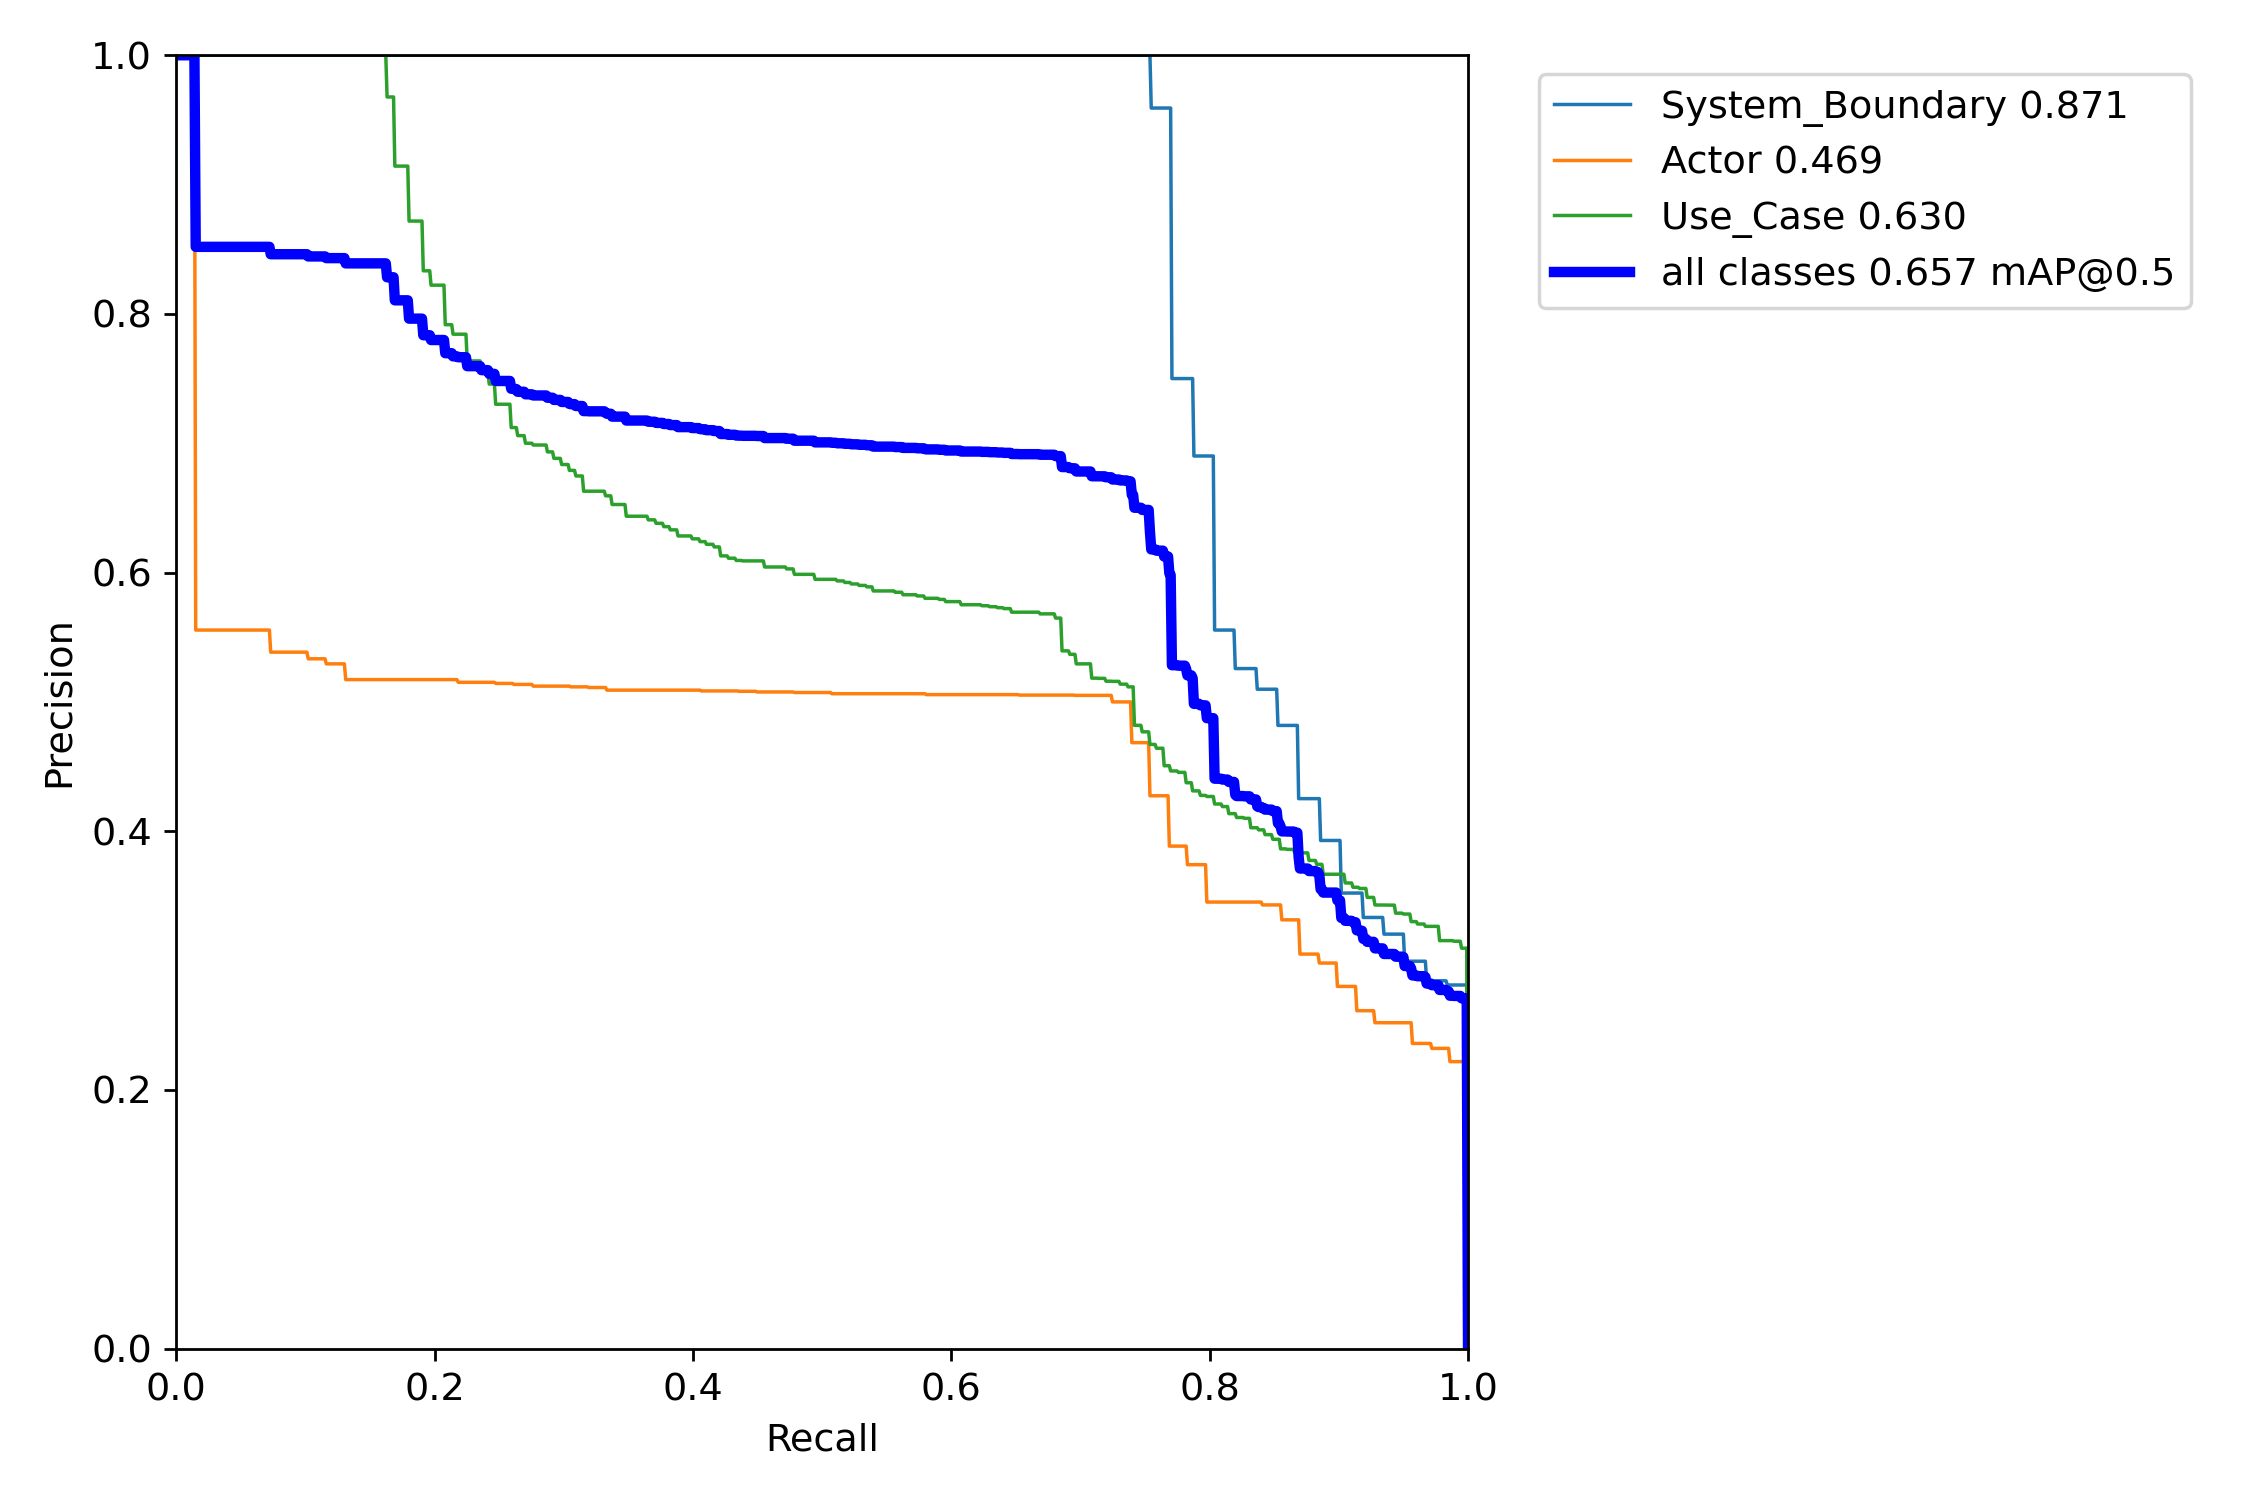 1.0
0.8
0.6
0.4
0.2
0.0
Precision
0.0 0.2 0.4 0.6 0.8 1.0
Recall
System_Boundary 0.871
Actor 0.469
Use_Case 0.630
all classes 0.657 mAP@0.5